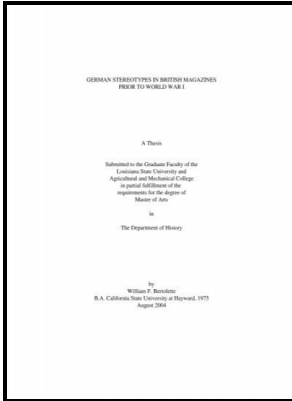 GERMAN STEREOTYPES IN BRITISH MAGAZINES
PRIOR TO WORLD WAR I
A Thesis
Submitted to the Graduate Faculty of the
Louisiana State University and
Agricultural and Mechanical College
in partial fulfillment of the
requirements for the degree of
Master of Arts
in
The Department of History
by
William F. Bertolette
B.A. California State University at Hayward, 1975
August 2004